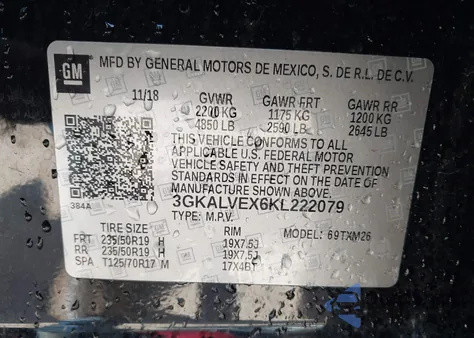 GM MFD BY GENERAL MOTORS DE MEXICO, S. DE R.L. DE C.V.
11/18 GVWR GAWR FRT GAWR RR
2200 KG 1175 KG 1200 KG
4850 LB 2590 LB 2645 LB
THIS VEHICLE CONFORMS TO ALL
APPLICABLE U.S. FEDERAL MOTOR
VEHICLE SAFETY AND THEFT PREVENTION
STANDARDS IN EFFECT ON THE DATE OF
MANUFACTURE SHOWN ABOVE.
384A 3GKALVEX6KL222079
TYPE: M.P.V. 69TXM26
TIRE SIZE RIM
FRT 235/50R19 H 19X7.5J
RR 235/50R19 H 19X7.5J
SPA T125/70R17 M 17X4BT